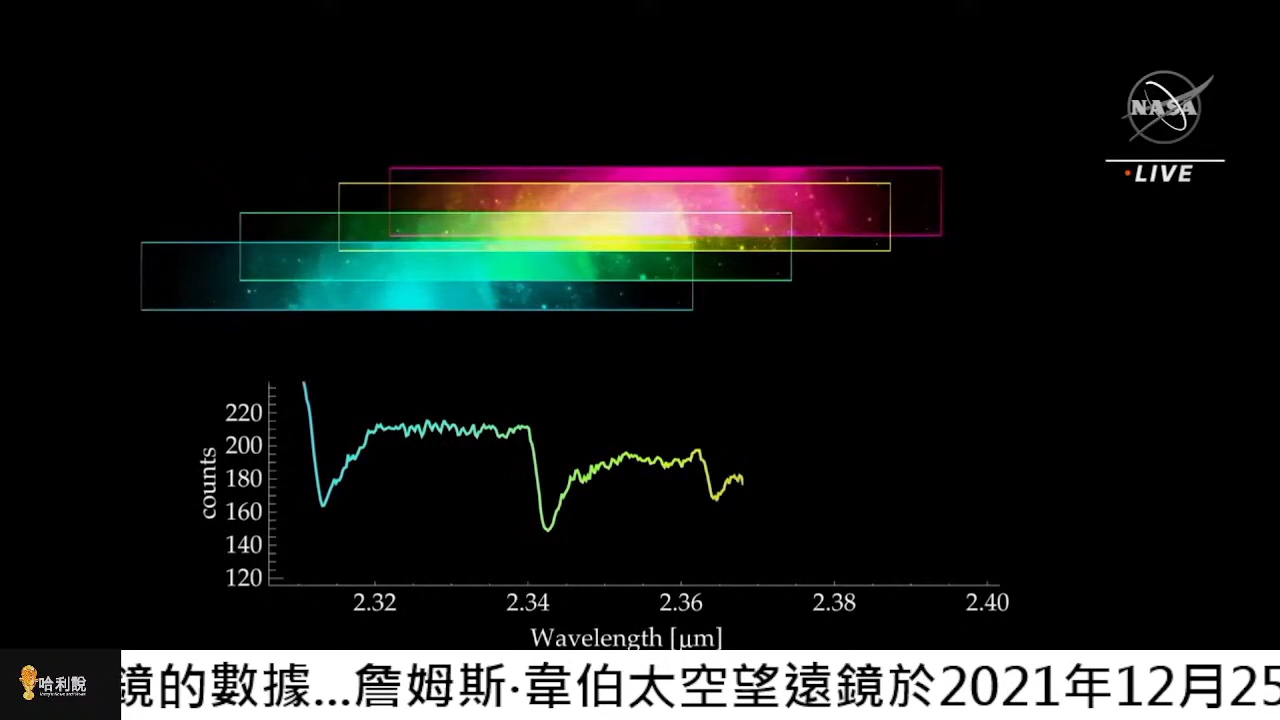 NASA
LIVE
220
200
180
160
140
120
counts
2.32 2.34 2.36 2.38 2.40
Wavelength [μm]
哈利說
鏡的數據...詹姆斯·韋伯太空望遠鏡於2021年12月25